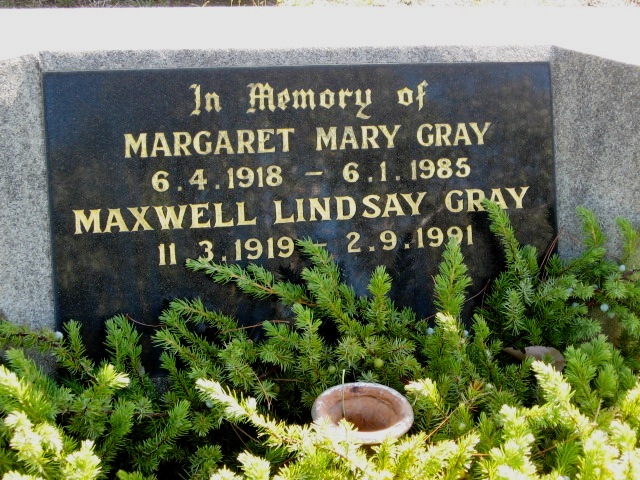 In Memory of
MARGARET MARY GRAY
6.4.1918 – 6.1.1985
MAXWELL LINDSAY GRAY
11 3.1919 – 2.9.1991